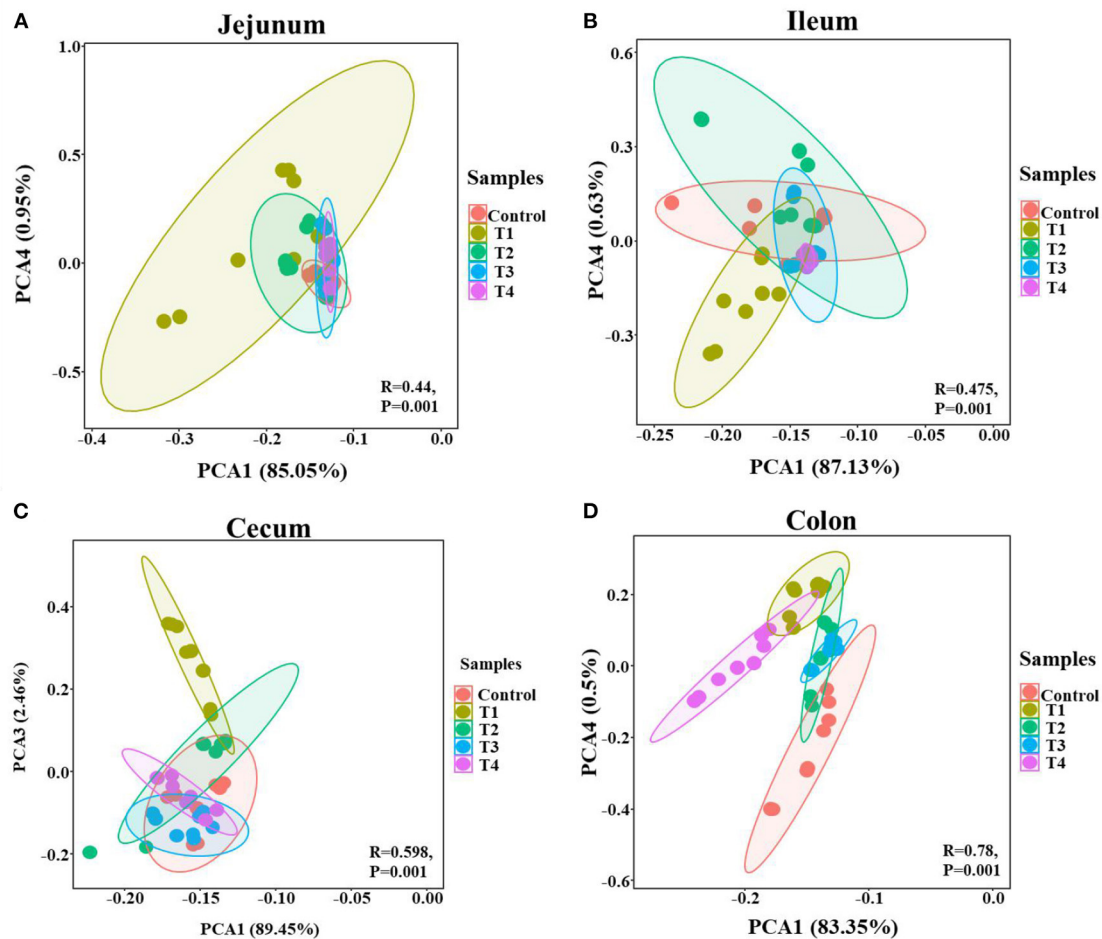 A
Jejunum
PCA4 (0.95%)
1.0
0.5
0.0
-0.5
-0.4
-0.3
-0.2
-0.1
0.0
PCA1 (85.05%)
R=0.44,
P=0.001
Samples
Control
T1
T2
T3
T4
B
Ileum
PCA4 (0.63%)
0.6
0.3
0.0
-0.3
-0.25
-0.20
-0.15
-0.10
-0.05
0.00
PCA1 (87.13%)
R=0.475,
P=0.001
Samples
Control
T1
T2
T3
T4
C
Cecum
PCA3 (2.46%)
0.4
0.2
0.0
-0.2
-0.20
-0.15
-0.10
-0.05
0.00
PCA1 (89.45%)
R=0.598,
P=0.001
Samples
Control
T1
T2
T3
T4
D
Colon
PCA4 (0.5%)
0.2
0.0
-0.2
-0.4
-0.6
-0.2
-0.1
0.0
PCA1 (83.35%)
R=0.78,
P=0.001
Samples
Control
T1
T2
T3
T4